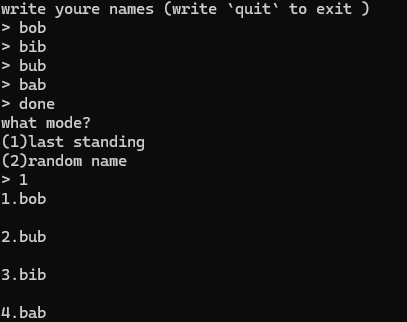 write youre names (write `quit` to exit )
> bob
> bib
> bub
> bab
> done
what mode?
(1)last standing
(2)random name
> 1
1.bob
2.bub
3.bib
4.bab